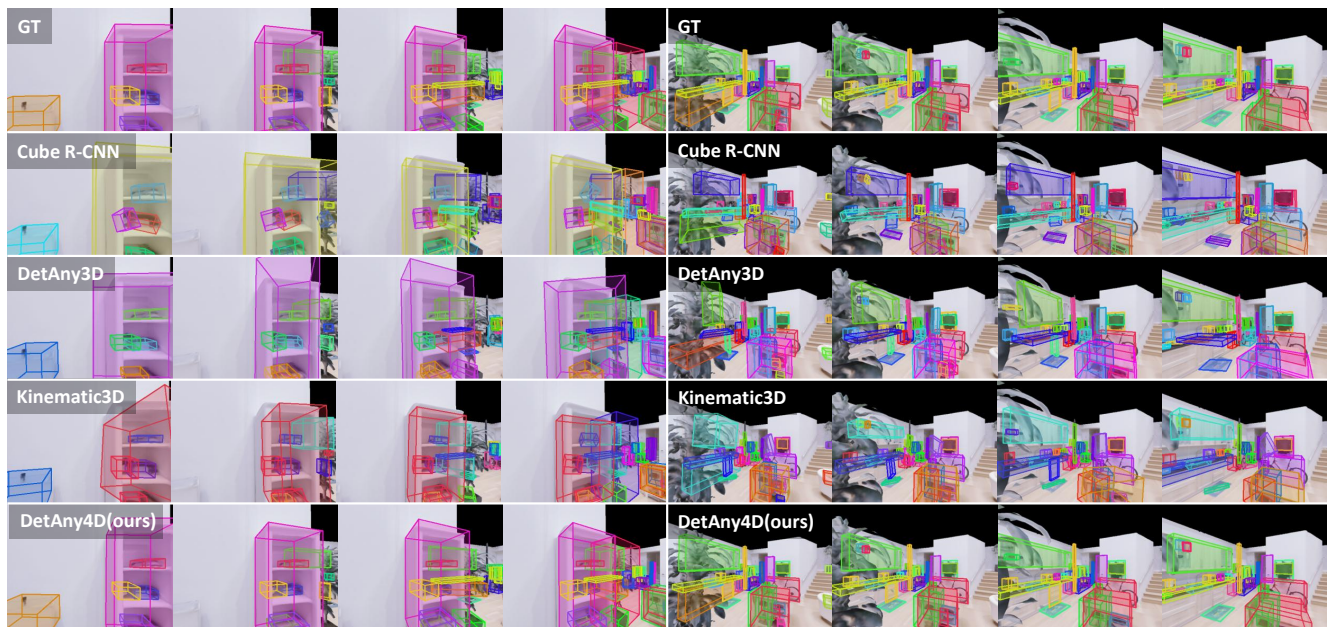 GT
GT
Cube R-CNN
Cube R-CNN
DetAny3D
DetAny3D
Kinematic3D
Kinematic3D
DetAny4D(ours)
DetAny4D(ours)